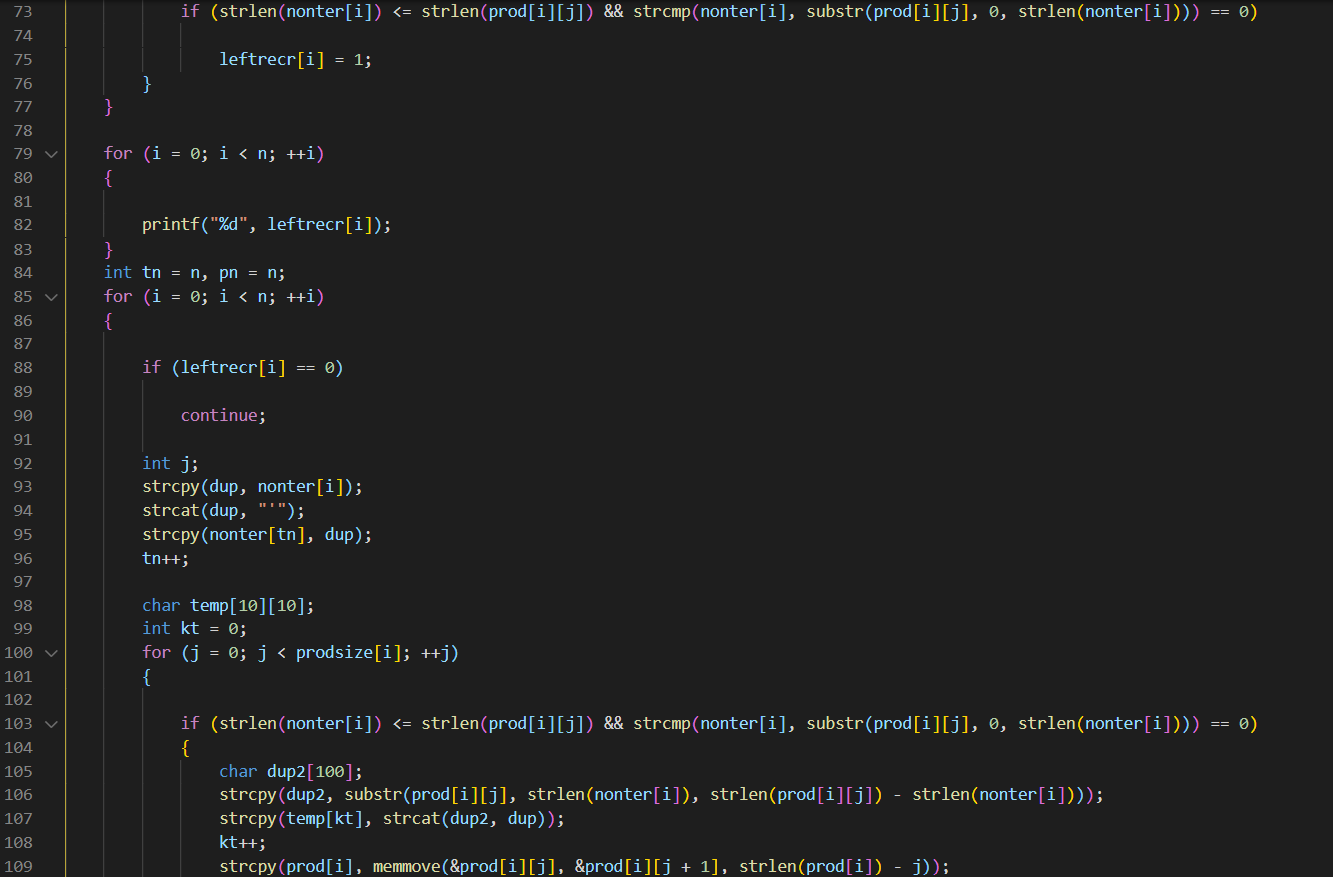 73 if (strlen(nonter[i]) <= strlen(prod[i][j]) && strcmp(nonter[i], substr(prod[i][j], 0, strlen(nonter[i]))) == 0)
74
75 leftrecr[i] = 1;
76 }
77 }
78
79 for (i = 0; i < n; ++i)
80 {
81
82 printf("%d", leftrecr[i]);
83 }
84 int tn = n, pn = n;
85 for (i = 0; i < n; ++i)
86 {
87
88 if (leftrecr[i] == 0)
89
90 continue;
91
92 int j;
93 strcpy(dup, nonter[i]);
94 strcat(dup, "'");
95 strcpy(nonter[tn], dup);
96 tn++;
97
98 char temp[10][10];
99 int kt = 0;
100 for (j = 0; j < prodsize[i]; ++j)
101 {
102
103 if (strlen(nonter[i]) <= strlen(prod[i][j]) && strcmp(nonter[i], substr(prod[i][j], 0, strlen(nonter[i]))) == 0)
104 {
105 char dup2[100];
106 strcpy(dup2, substr(prod[i][j], strlen(nonter[i]), strlen(prod[i][j]) - strlen(nonter[i])));
107 strcpy(temp[kt], strcat(dup2, dup));
108 kt++;
109 strcpy(prod[i], memmove(&prod[i][j], &prod[i][j + 1], strlen(prod[i]) - j));